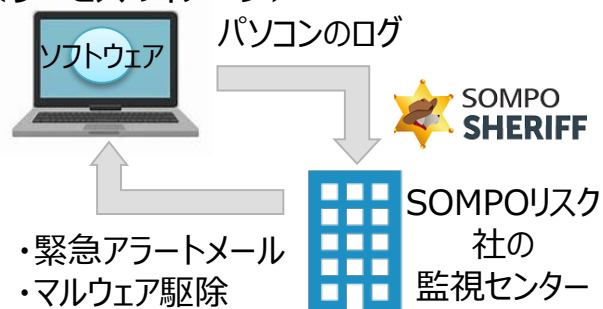 パソコンのログ
ソフトウェア
SOMPO
SHERIFF
SOMPOリスク
社の
監視センター
・緊急アラートメール
・マルウェア駆除